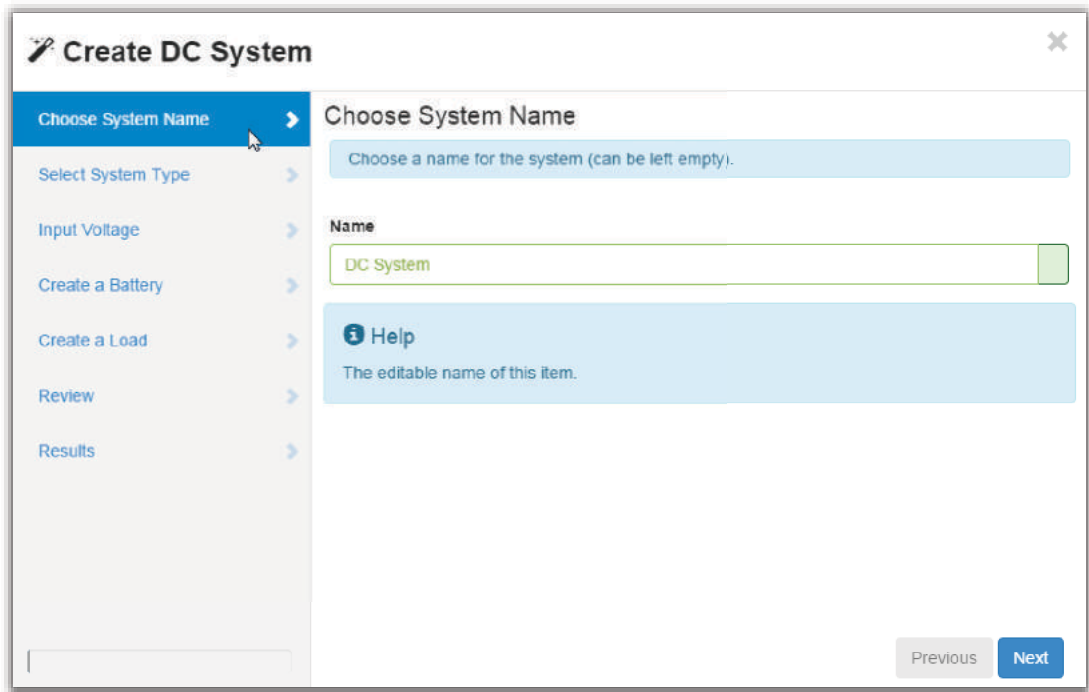 Create DC System
Choose System Name
Select System Type
Input Voltage
Create a Battery
Create a Load
Review
Results
Choose System Name
Choose a name for the system (can be left empty).
Name
DC System
Help
The editable name of this item.
Previous
Next